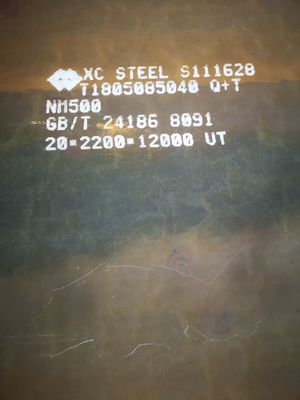 XC STEEL S111628
T1805085040 Q+T
NM500
GB/T 24186 8091
20*2200*12000 UT